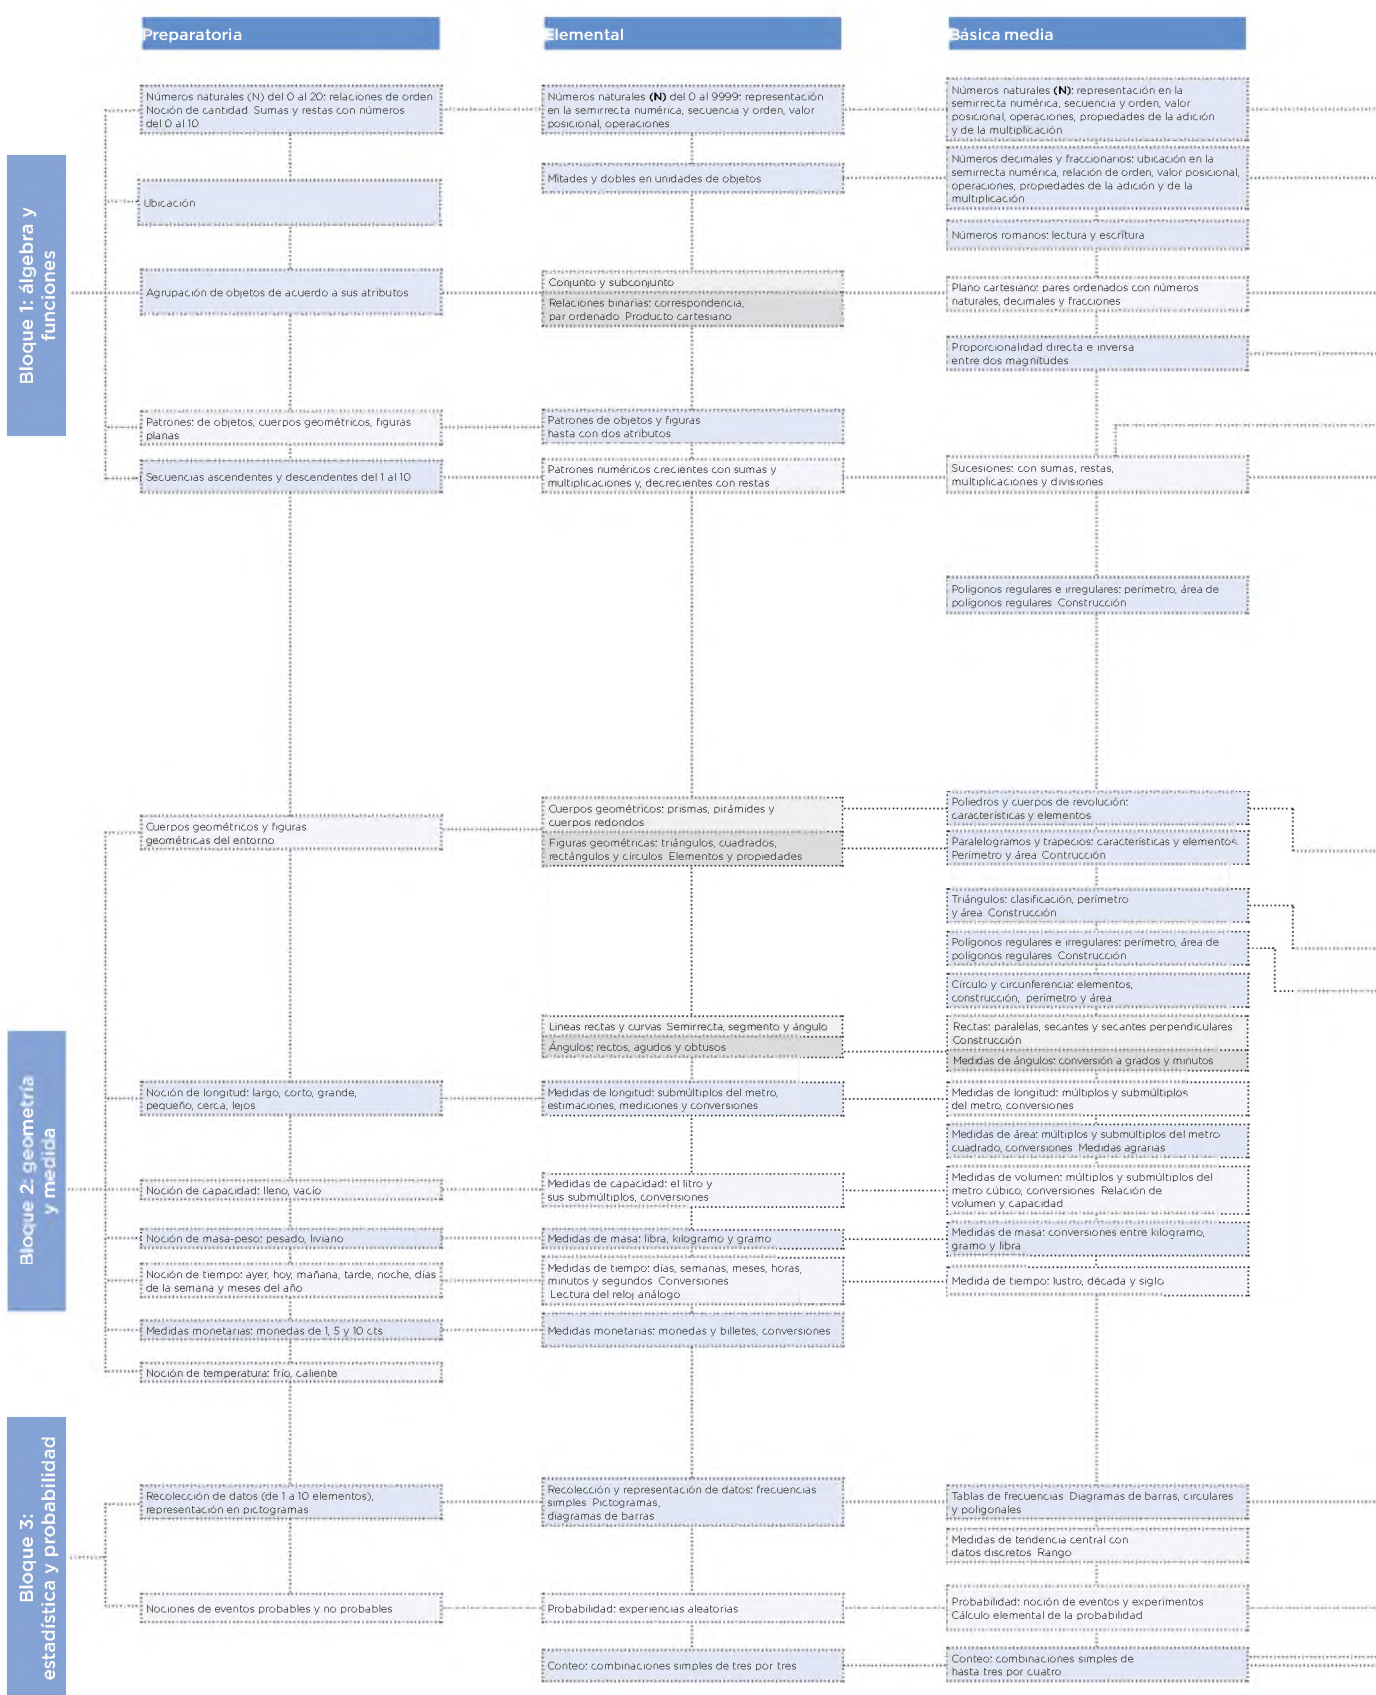 Preparatoria
Elemental
Básica media
Bloque 1: álgebra y
funciones
Números naturales (N) del 0 al 20: relaciones de orden
Noción de cantidad Sumas y restas con números
del 0 al 10
Ubicación
Agrupación de objetos de acuerdo a sus atributos
Patrones: de objetos, cuerpos geométricos, figuras
planas
Secuencias ascendentes y descendentes del 1 al 10
Números naturales (N) del 0 al 9999: representación
en la semirrecta numérica, secuencia y orden, valor
posicional, operaciones
Mitades y dobles en unidades de objetos
Conjunto y subconjunto
Relaciones binarias: correspondencia,
par ordenado Producto cartesiano
Patrones de objetos y figuras
hasta con dos atributos
Patrones numéricos crecientes con sumas y
multiplicaciones y, decrecientes con restas
Números naturales (N): representación en la
semirrecta numérica, secuencia y orden, valor
posicional, operaciones, propiedades de la adición
y de la multiplicación
Números decimales y fraccionarios: ubicación en la
semirrecta numérica, relación de orden, valor posicional,
operaciones, propiedades de la adición y de la
multiplicación
Números romanos: lectura y escritura
Plano cartesiano: pares ordenados con números
naturales, decimales y fracciones
Proporcionalidad directa e inversa
entre dos magnitudes
Sucesiones: con sumas, restas,
multiplicaciones y divisiones
Polígonos regulares e irregulares: perímetro, área de
polígonos regulares Construcción
Bloque 2: geometría
y medida
Cuerpos geométricos y figuras
geométricas del entorno
Noción de longitud: largo, corto, grande,
pequeño, cerca, lejos
Noción de capacidad: lleno, vacío
Noción de masa-peso: pesado, liviano
Noción de tiempo: ayer, hoy, mañana, tarde, noche, días
de la semana y meses del año
Medidas monetarias: monedas de 1, 5 y 10 cts
Noción de temperatura: frío, caliente
Cuerpos geométricos: prismas, pirámides y
cuerpos redondos
Figuras geométricas: triángulos, cuadrados,
rectángulos y círculos Elementos y propiedades
Líneas rectas y curvas Semirrecta, segmento y ángulo
Ángulos: rectos, agudos y obtusos
Medidas de longitud: submúltiplos del metro,
estimaciones, mediciones y conversiones
Medidas de capacidad: el litro y
sus submúltiplos, conversiones
Medidas de masa: libra, kilogramo y gramo
Medidas de tiempo: días, semanas, meses, horas,
minutos y segundos Conversiones
Lectura del reloj análogo
Medidas monetarias: monedas y billetes, conversiones
Poliedros y cuerpos de revolución:
características y elementos
Paralelogramos y trapecios: características y elementos.
Perímetro y área Contrucción
Triángulos: clasificación, perímetro
y área Construcción
Polígonos regulares e irregulares: perímetro, área de
polígonos regulares Construcción
Círculo y circunferencia: elementos,
construcción, perímetro y área
Rectas: paralelas, secantes y secantes perpendiculares
Construcción
Medidas de ángulos: conversión a grados y minutos
Medidas de longitud: múltiplos y submúltiplos
del metro, conversiones
Medidas de área: múltiplos y submúltiplos del metro
cuadrado, conversiones Medidas agrarias
Medidas de volumen: múltiplos y submúltiplos del
metro cúbico, conversiones Relación de
volumen y capacidad
Medidas de masa: conversiones entre kilogramo,
gramo y libra
Medida de tiempo: lustro, década y siglo
Bloque 3:
estadística y probabilidad
Recolección de datos (de 1 a 10 elementos),
representación en pictogramas
Nociones de eventos probables y no probables
Recolección y representación de datos: frecuencias
simples Pictogramas,
diagramas de barras
Probabilidad: experiencias aleatorias
Conteo: combinaciones simples de tres por tres
Tablas de frecuencias Diagramas de barras, circulares
y poligonales
Medidas de tendencia central con
datos discretos Rango
Probabilidad: noción de eventos y experimentos
Cálculo elemental de la probabilidad
Conteo: combinaciones simples de
hasta tres por cuatro